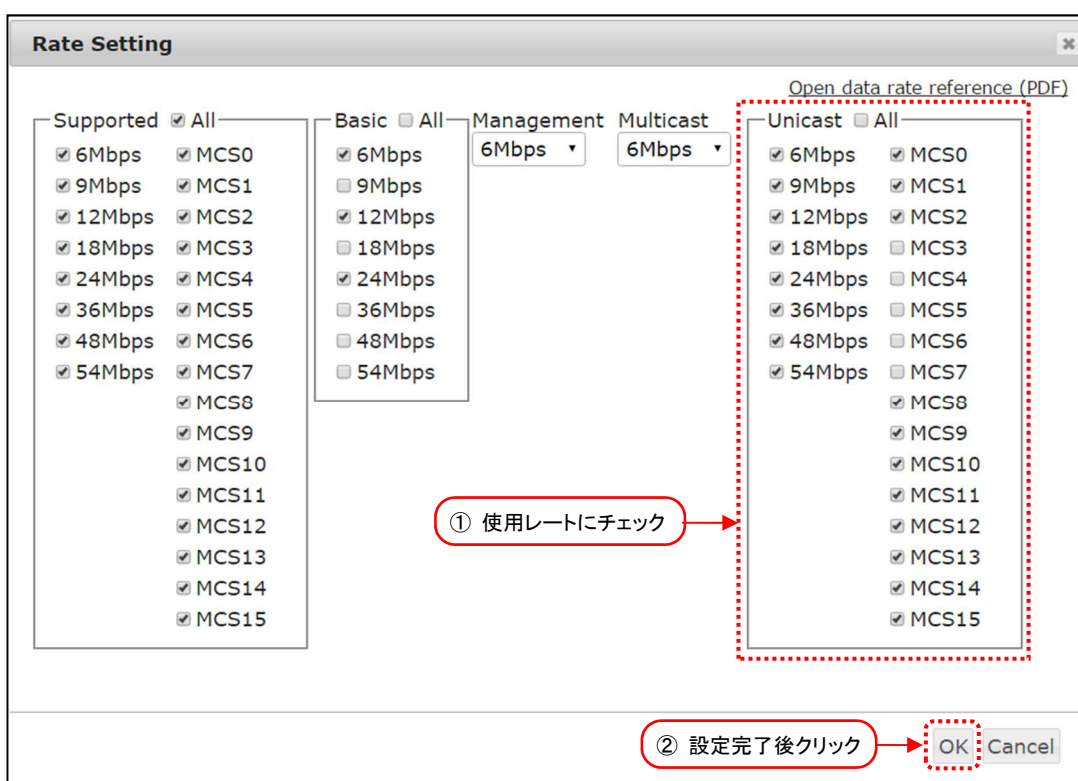 Rate Setting
Open data rate reference (PDF)
Supported All
6Mbps MCS0
9Mbps MCS1
12Mbps MCS2
18Mbps MCS3
24Mbps MCS4
36Mbps MCS5
48Mbps MCS6
54Mbps MCS7
MCS8
MCS9
MCS10
MCS11
MCS12
MCS13
MCS14
MCS15
Basic All
6Mbps
9Mbps
12Mbps
18Mbps
24Mbps
36Mbps
48Mbps
54Mbps
Management
6Mbps
Multicast
6Mbps
Unicast All
6Mbps MCS0
9Mbps MCS1
12Mbps MCS2
18Mbps MCS3
24Mbps MCS4
36Mbps MCS5
48Mbps MCS6
54Mbps MCS7
MCS8
MCS9
MCS10
MCS11
MCS12
MCS13
MCS14
MCS15
① 使用レートにチェック
② 設定完了後クリック
OK Cancel